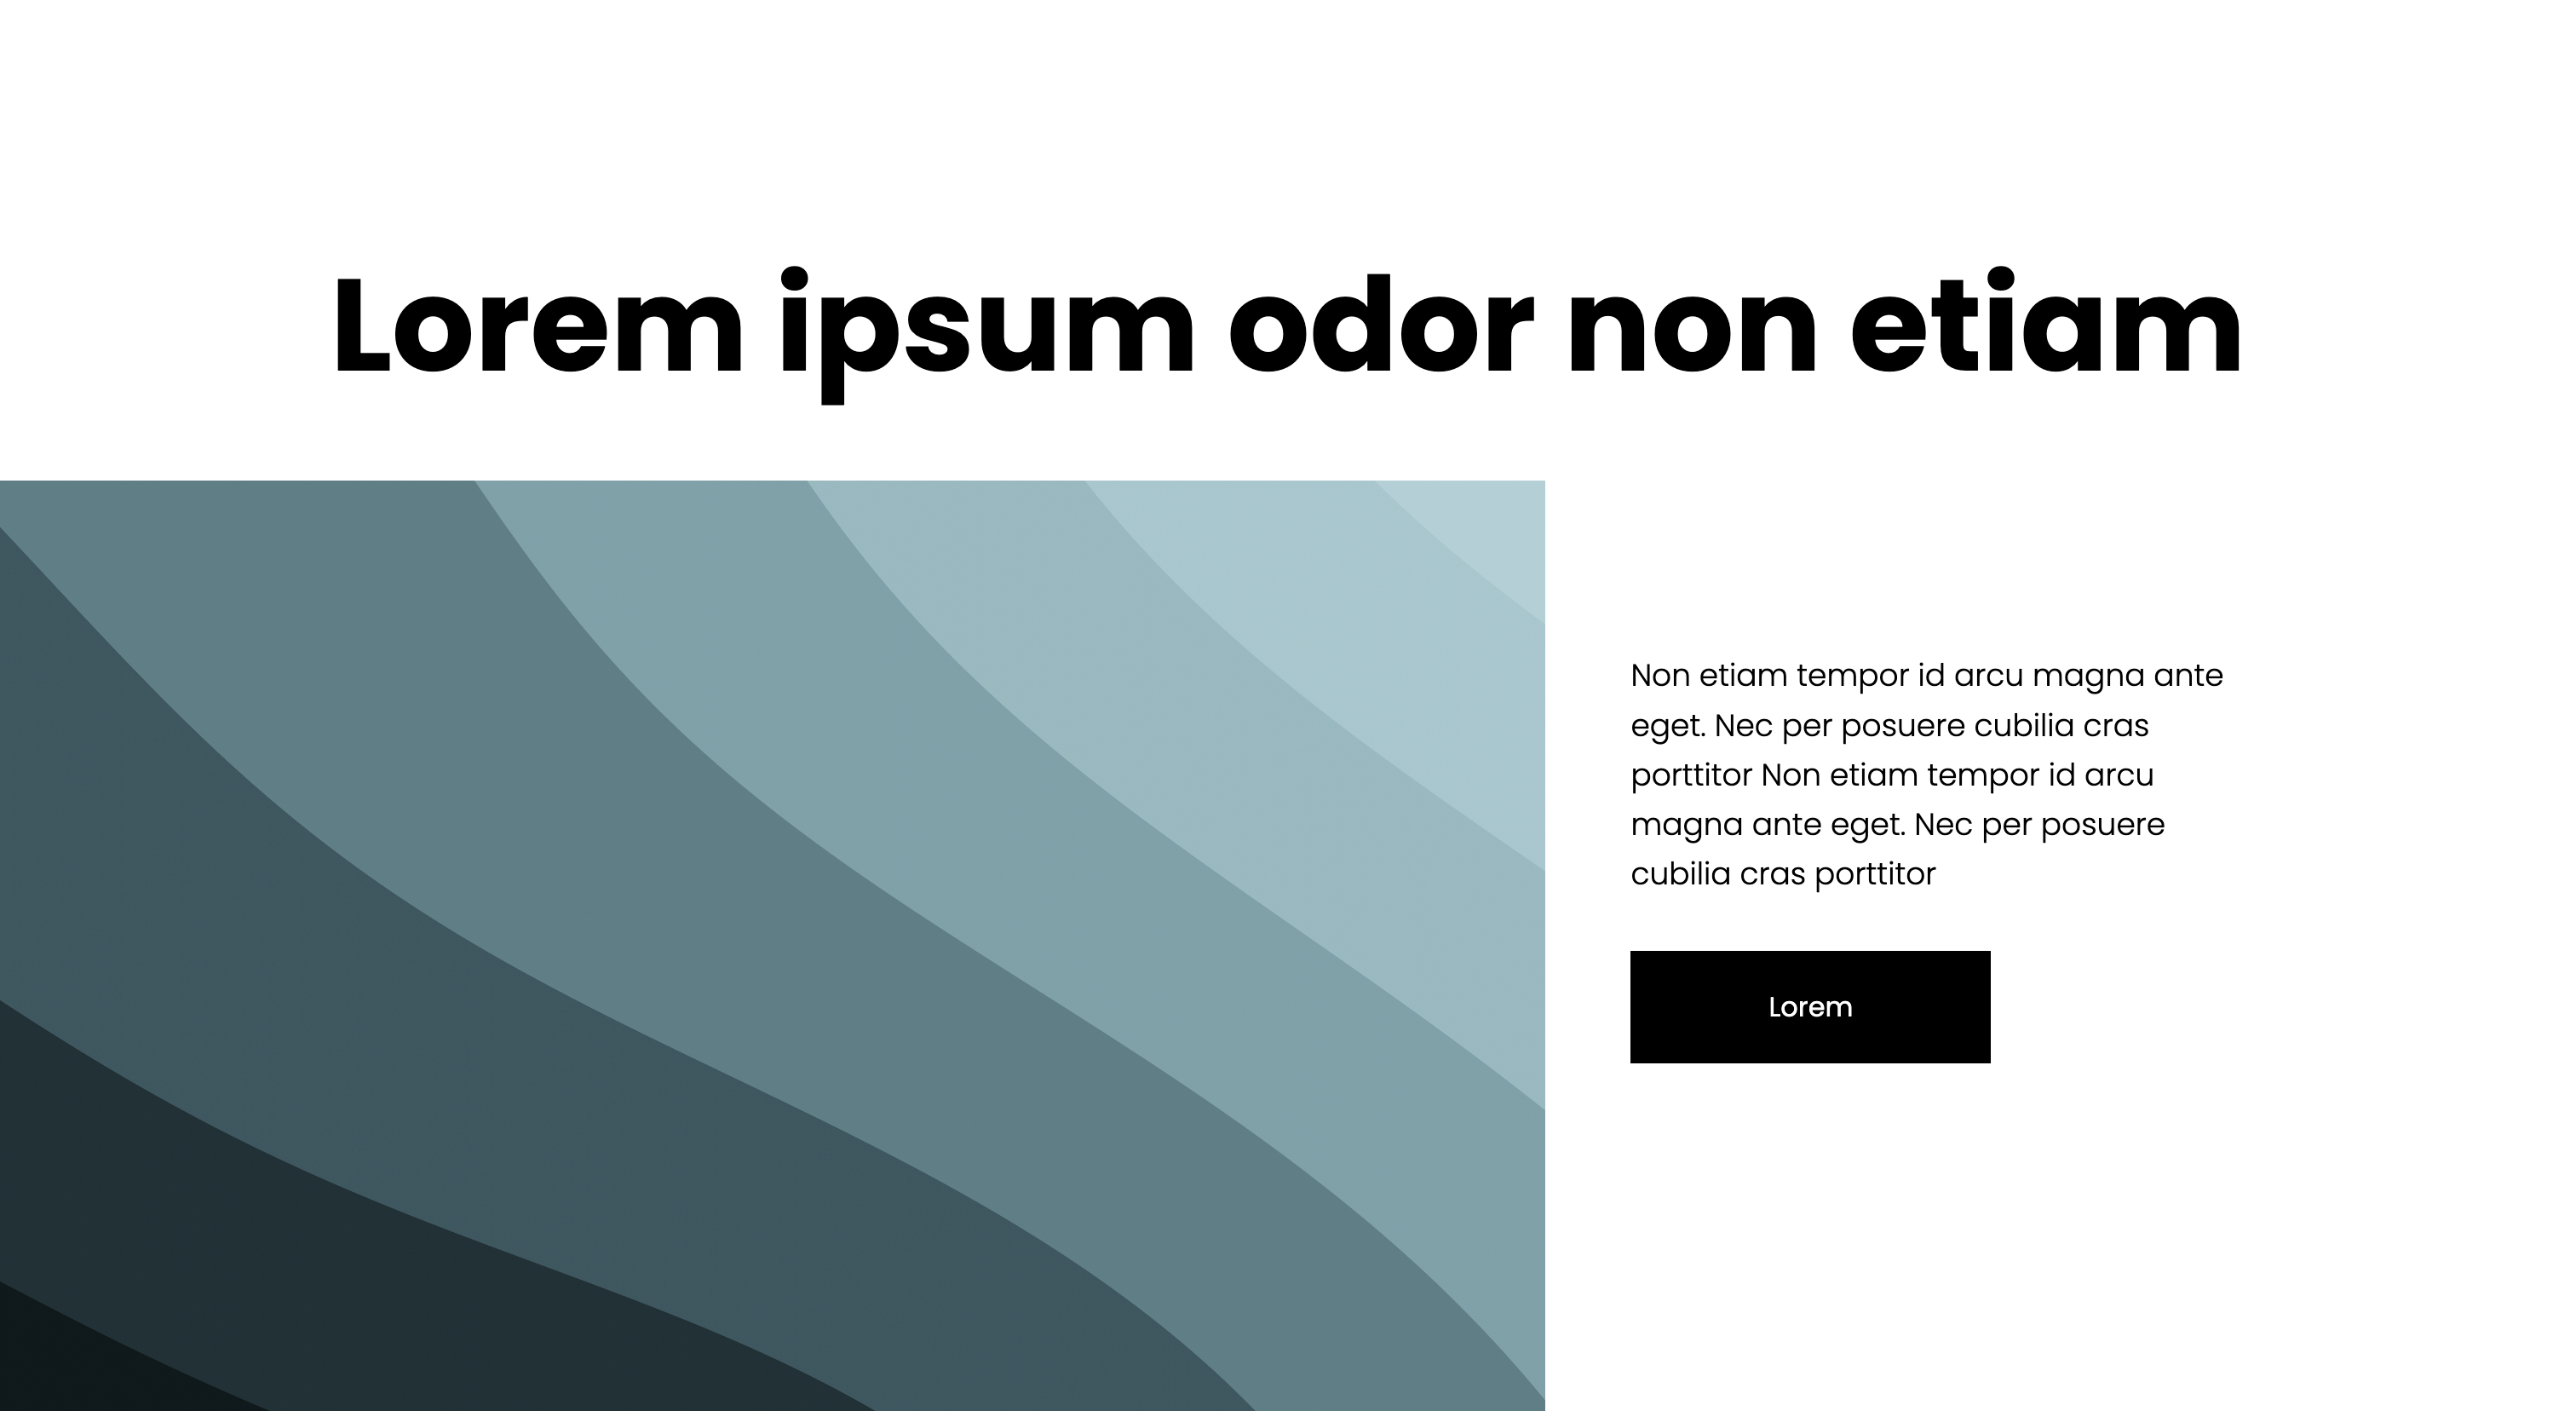 Lorem ipsum odor non etiam
Non etiam tempor id arcu magna ante
eget. Nec per posuere cubilia cras
porttitor Non etiam tempor id arcu
magna ante eget. Nec per posuere
cubilia cras porttitor
Lorem